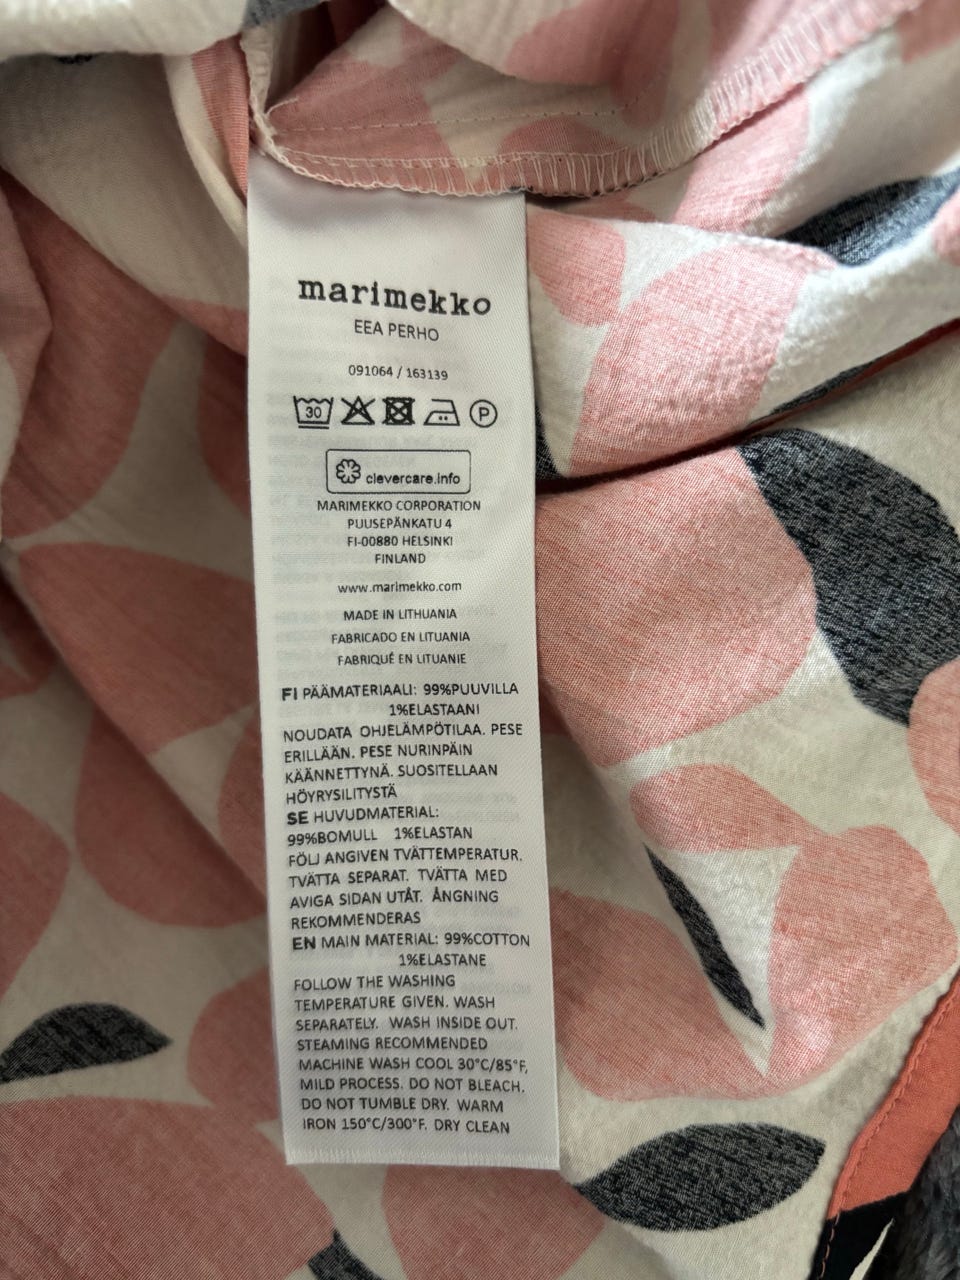 marimekko
EEA PERHO
091064 / 163139
30 P
clevercare.info
MARIMEKKO CORPORATION
PUUSEPÄNKATU 4
FI-00880 HELSINKI
FINLAND
www.marimekko.com
MADE IN LITHUANIA
FABRICADO EN LITUANIA
FABRIQUÉ EN LITUANIE
FI PÄÄMATERIAALI: 99%PUUVILLA
1%ELASTAANI
NOUDATA OHJELÄMPÖTILAA. PESE
ERILLÄÄN. PESE NURINPÄIN
KÄÄNNETTYNÄ. SUOSITELLAAN
HÖYRYSILITYSTÄ
SE HUVUDMATERIAL:
99%BOMULL 1%ELASTAN
FÖLJ ANGIVEN TVÄTTEMPERATUR.
TVÄTTA SEPARAT. TVÄTTA MED
AVIGA SIDAN UTÅT. ÅNGNING
REKOMMENDERAS
EN MAIN MATERIAL: 99%COTTON
1%ELASTANE
FOLLOW THE WASHING
TEMPERATURE GIVEN. WASH
SEPARATELY. WASH INSIDE OUT.
STEAMING RECOMMENDED
MACHINE WASH COOL 30°C/85°F,
MILD PROCESS. DO NOT BLEACH.
DO NOT TUMBLE DRY. WARM
IRON 150°C/300°F. DRY CLEAN